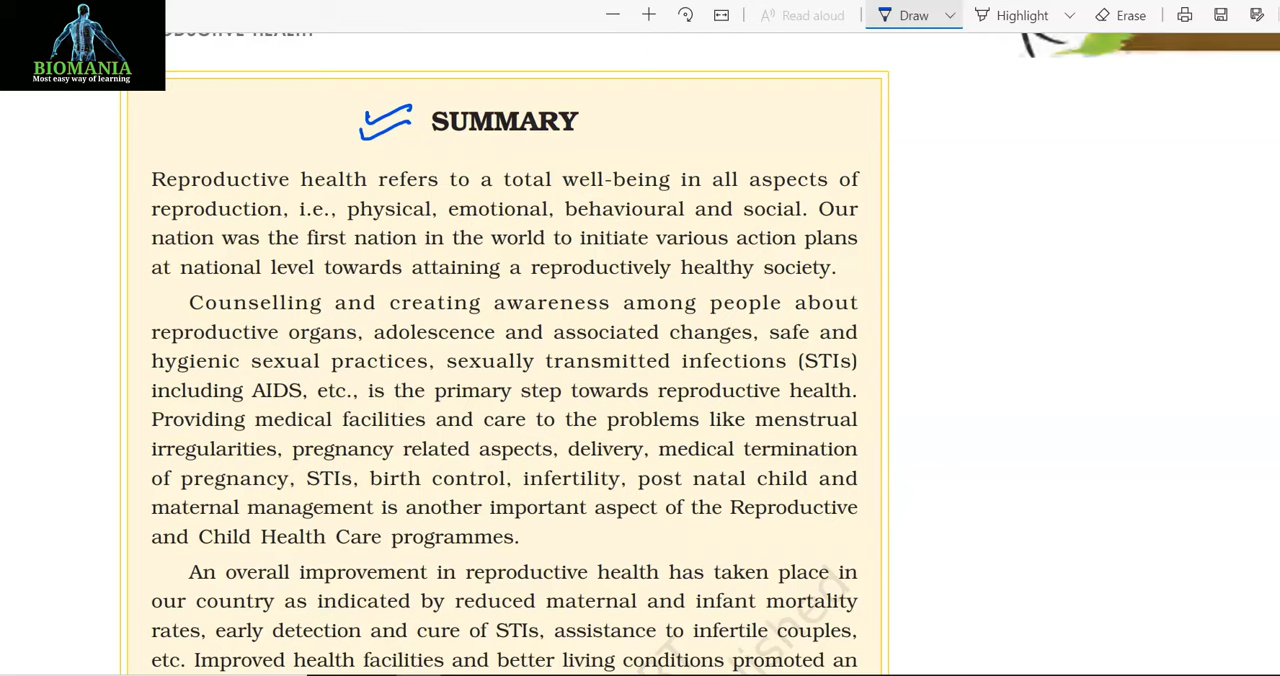 BIOMANIA
Most easy way of learning
Read aloud
Draw
Highlight
Erase
SUMMARY
Reproductive health refers to a total well-being in all aspects of
reproduction, i.e., physical, emotional, behavioural and social. Our
nation was the first nation in the world to initiate various action plans
at national level towards attaining a reproductively healthy society.
Counselling and creating awareness among people about
reproductive organs, adolescence and associated changes, safe and
hygienic sexual practices, sexually transmitted infections (STIs)
including AIDS, etc., is the primary step towards reproductive health.
Providing medical facilities and care to the problems like menstrual
irregularities, pregnancy related aspects, delivery, medical termination
of pregnancy, STIs, birth control, infertility, post natal child and
maternal management is another important aspect of the Reproductive
and Child Health Care programmes.
An overall improvement in reproductive health has taken place in
our country as indicated by reduced maternal and infant mortality
rates, early detection and cure of STIs, assistance to infertile couples,
etc. Improved health facilities and better living conditions promoted an